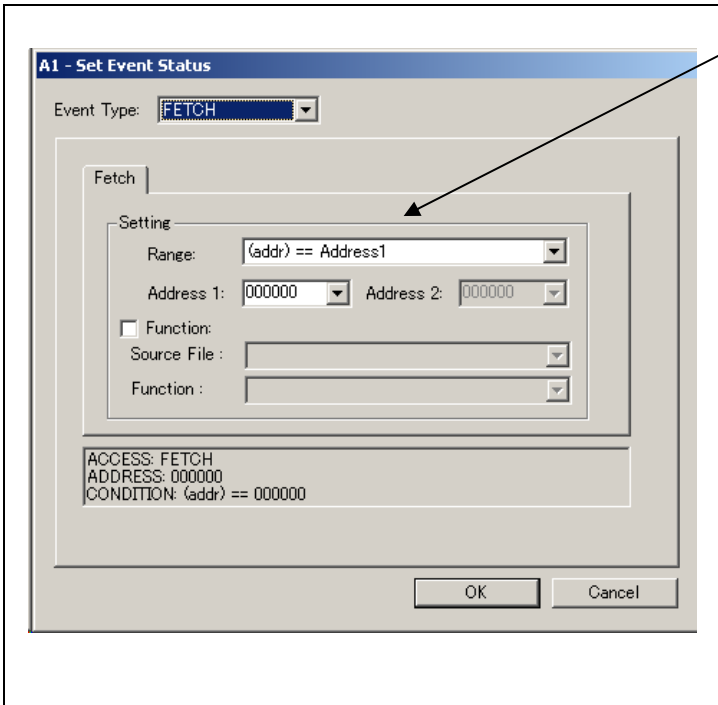 A1 - Set Event Status
Event Type: FETCH
Fetch
Setting
Range: (addr) == Address1
Address 1: 000000 Address 2: 000000
Function:
Source File :
Function :
ACCESS: FETCH
ADDRESS: 000000
CONDITION: (addr) == 000000
OK Cancel